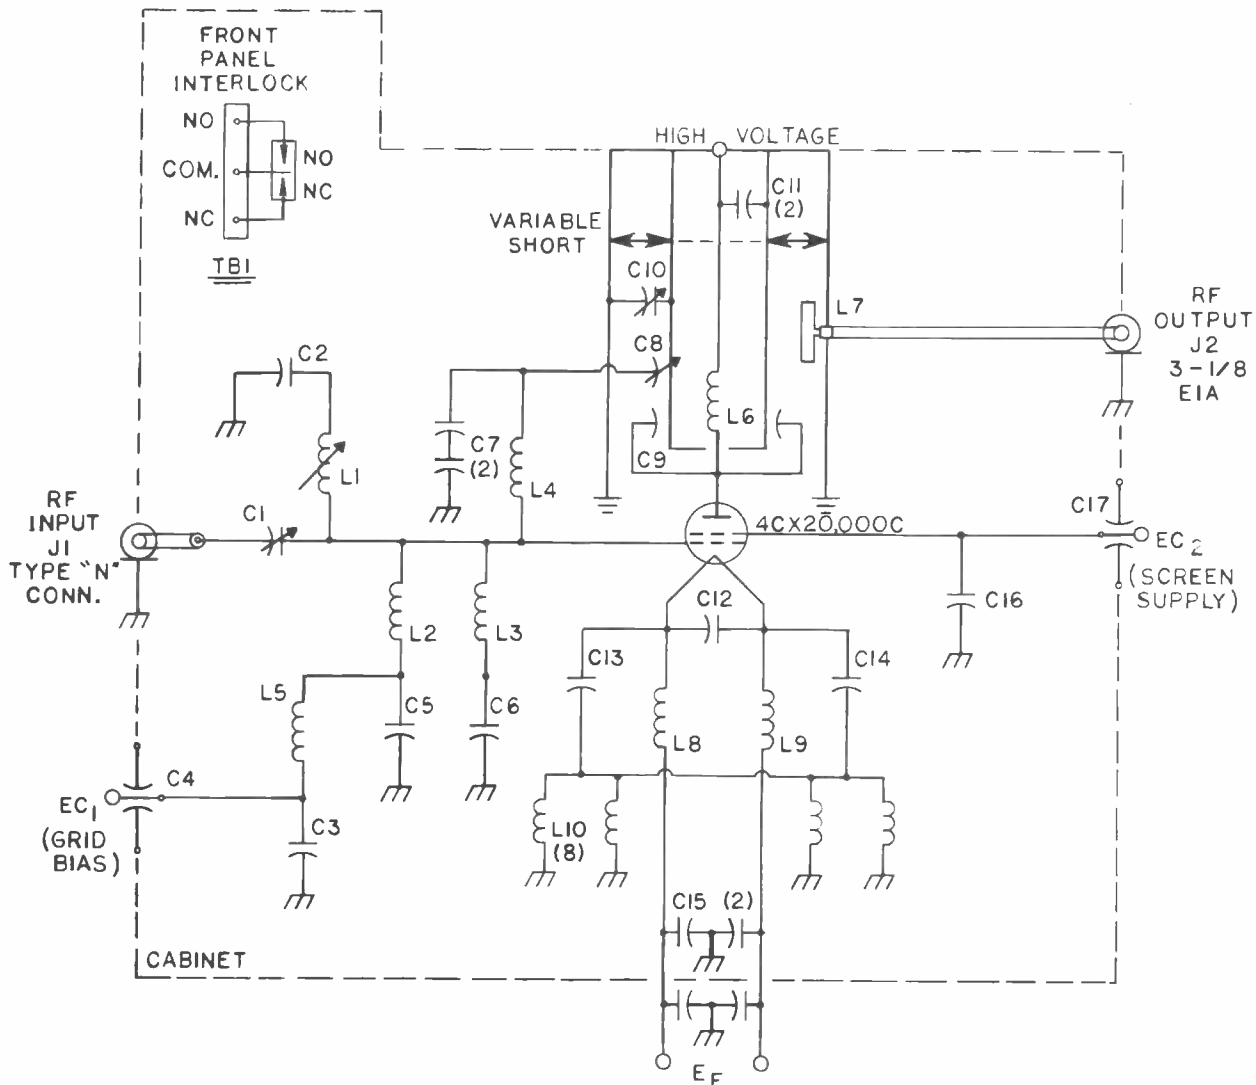 FRONT
PANEL
INTERLOCK
NO
COM.
NC
NO
NC
TB1
HIGH VOLTAGE
C11
(2)
VARIABLE
SHORT
C10
C8
L7
RF
OUTPUT
J2
3-1/8
EIA
C2
L1
C7
(2)
L4
C9
L6
RF
INPUT
J1
TYPE "N"
CONN.
C1
4CX20,000C
C17
EC2
(SCREEN
SUPPLY)
C16
L2
L3
C12
C13
C14
L5
C5
C6
L8
L9
C4
EC1
(GRID
BIAS)
C3
L10
(8)
C15 (2)
CABINET
EF